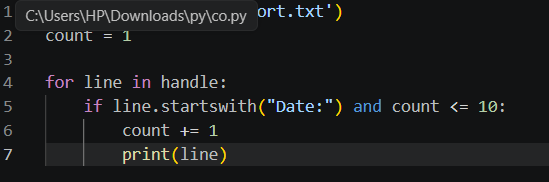 C:\Users\HP\Downloads\py\co.py
1 ort.txt')
2 count = 1
3
4 for line in handle:
5 if line.startswith("Date:") and count <= 10:
6 count += 1
7 print(line)